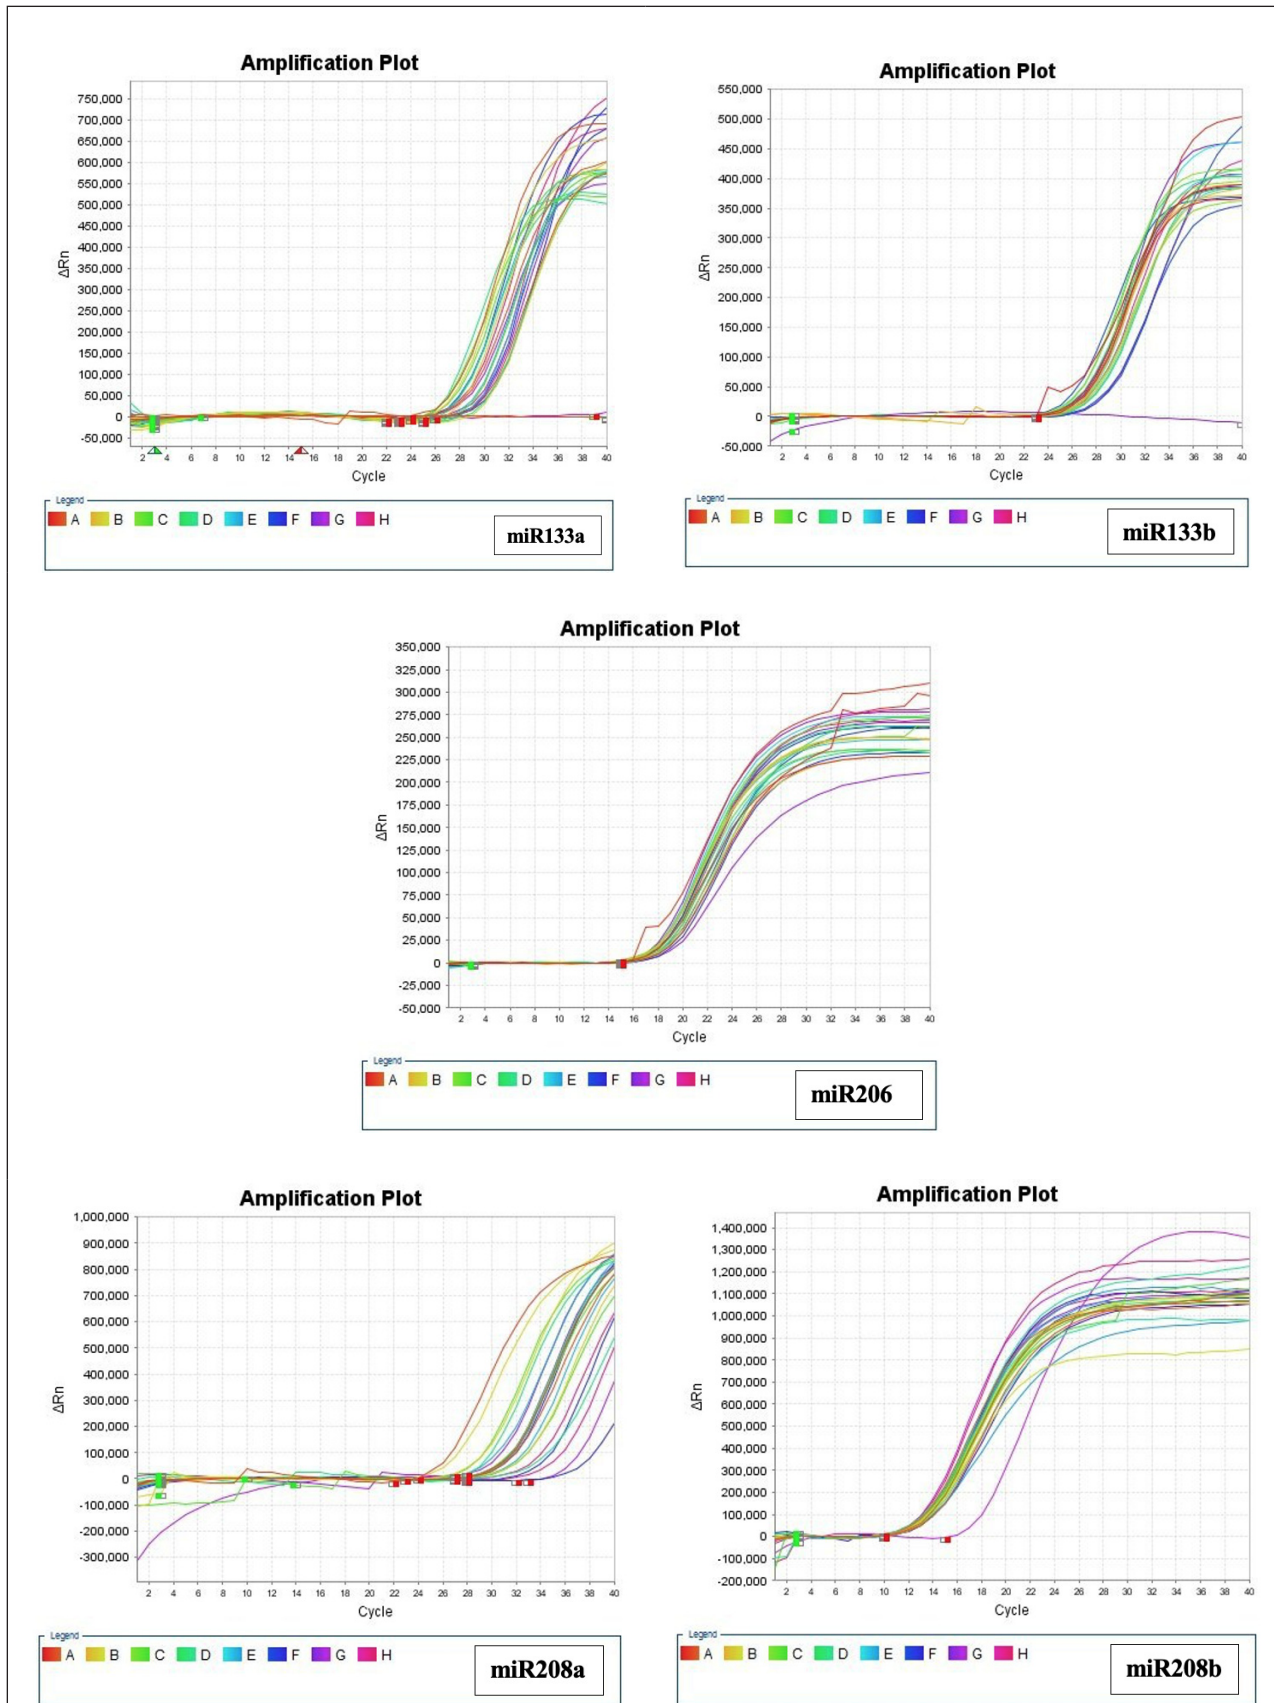 Amplification Plot
750,000
700,000
650,000
600,000
550,000
500,000
450,000
400,000
350,000
300,000
250,000
200,000
150,000
100,000
50,000
0
-50,000
ΔRn
2 4 6 8 10 12 14 16 18 20 22 24 26 28 30 32 34 36 38 40
Cycle
Legend
A B C D E F G H
miR133a
Amplification Plot
550,000
500,000
450,000
400,000
350,000
300,000
250,000
200,000
150,000
100,000
50,000
0
-50,000
ΔRn
2 4 6 8 10 12 14 16 18 20 22 24 26 28 30 32 34 36 38 40
Cycle
Legend
A B C D E F G H
miR133b
Amplification Plot
350,000
325,000
300,000
275,000
250,000
225,000
200,000
175,000
150,000
125,000
100,000
75,000
50,000
25,000
0
-25,000
-50,000
ΔRn
2 4 6 8 10 12 14 16 18 20 22 24 26 28 30 32 34 36 38 40
Cycle
Legend
A B C D E F G H
miR206
Amplification Plot
1,000,000
900,000
800,000
700,000
600,000
500,000
400,000
300,000
200,000
100,000
0
-100,000
-200,000
-300,000
ΔRn
2 4 6 8 10 12 14 16 18 20 22 24 26 28 30 32 34 36 38 40
Cycle
Legend
A B C D E F G H
miR208a
Amplification Plot
1,400,000
1,300,000
1,200,000
1,100,000
1,000,000
900,000
800,000
700,000
600,000
500,000
400,000
300,000
200,000
100,000
0
-100,000
-200,000
ΔRn
2 4 6 8 10 12 14 16 18 20 22 24 26 28 30 32 34 36 38 40
Cycle
Legend
A B C D E F G H
miR208b